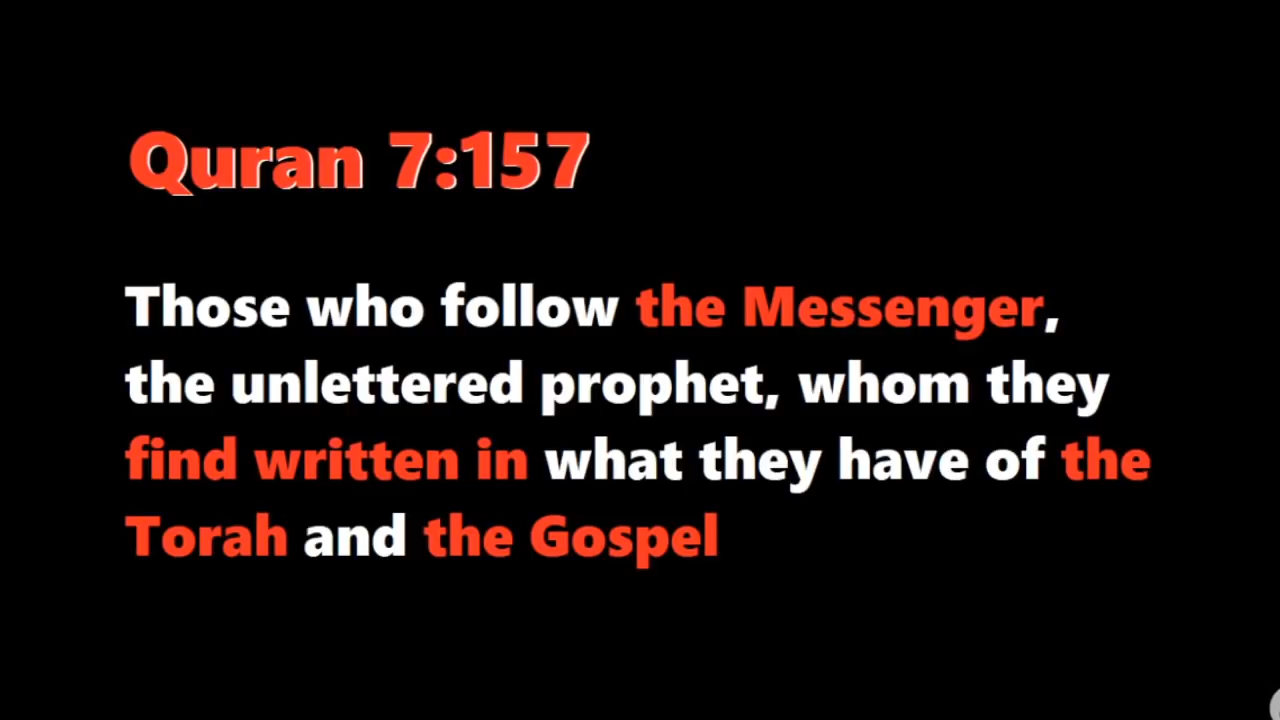 Quran 7:157
Those who follow the Messenger,
the unlettered prophet, whom they
find written in what they have of the
Torah and the Gospel